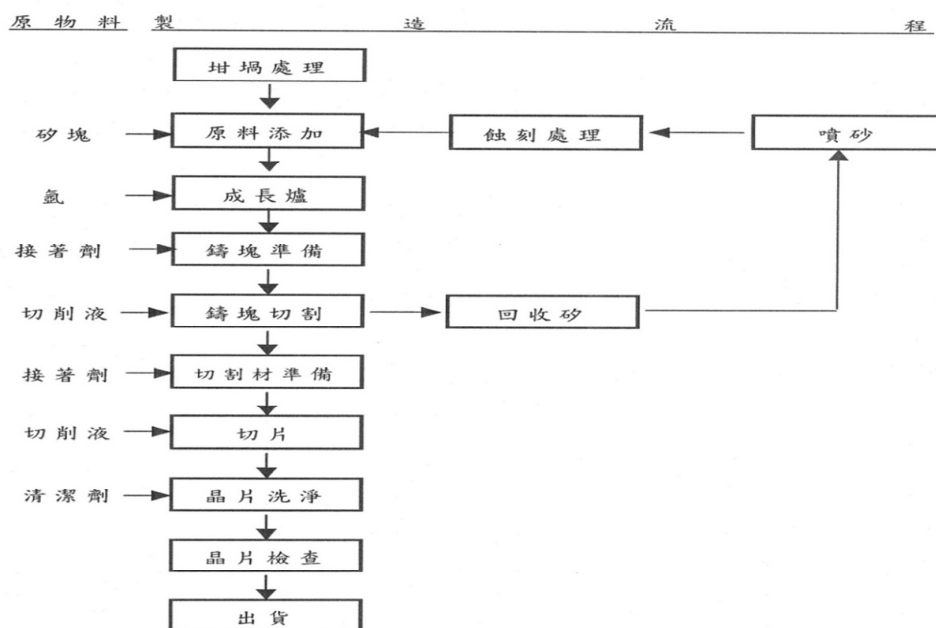 原物料 製造流程
坩堝處理
矽塊 原料添加 蝕刻處理 噴砂
氬 成長爐
接著劑 鑄塊準備
切削液 鑄塊切割 回收矽
接著劑 切割材準備
切削液 切片
清潔劑 晶片洗淨
晶片檢查
出貨